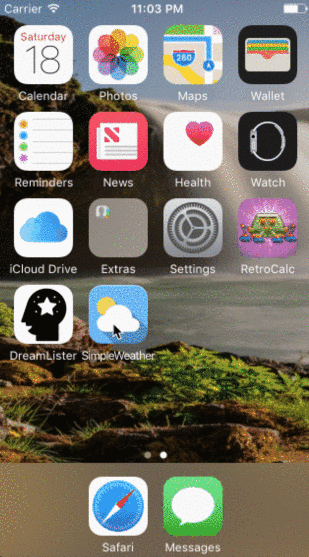 Carrier 11:03 PM
Saturday
18
280
Calendar Photos Maps Wallet
Reminders News Health Watch
iCloud Drive Extras Settings RetroCalc
DreamLister SimpleWeather
Safari Messages